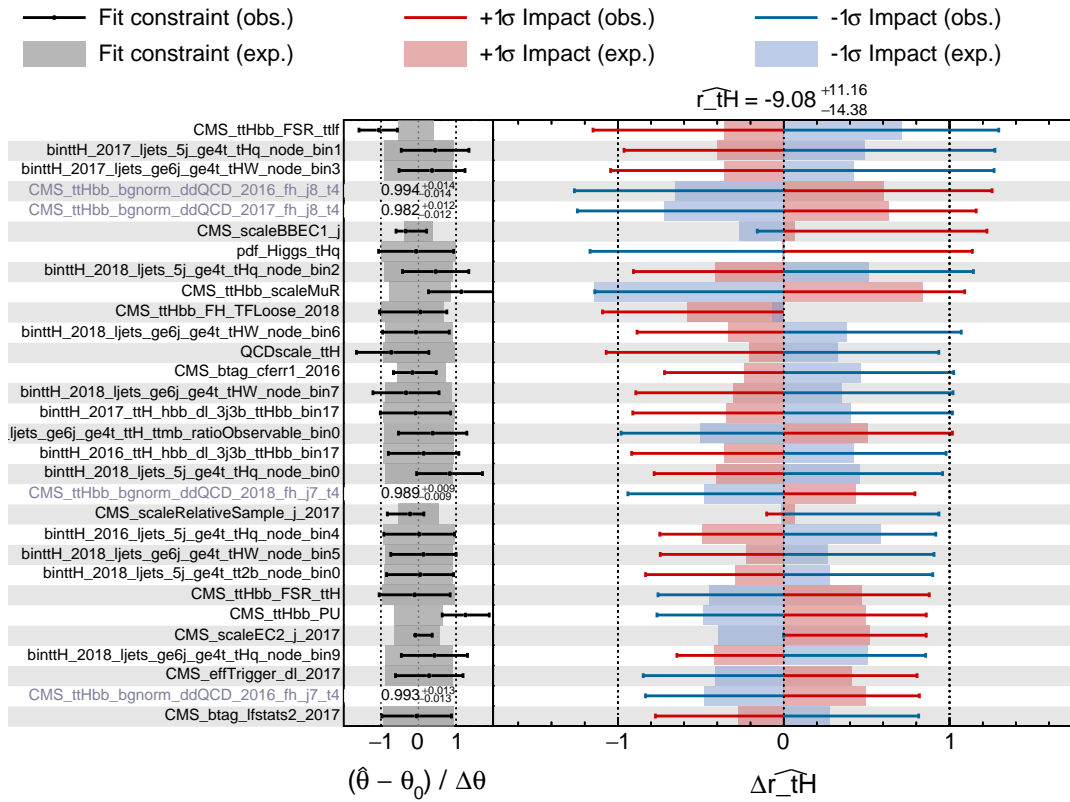 Fit constraint (obs.) +1σ Impact (obs.) -1σ Impact (obs.)
Fit constraint (exp.) +1σ Impact (exp.) -1σ Impact (exp.)
r_tH = -9.08 +11.16 −14.38
CMS_ttHbb_FSR_ttlf
binttH_2017_ljets_5j_ge4t_tHq_node_bin1
binttH_2017_ljets_ge6j_ge4t_tHW_node_bin3
CMS_ttHbb_bgnorm_ddQCD_2016_fh_j8_t4 0.994 +0.014 −0.014
CMS_ttHbb_bgnorm_ddQCD_2017_fh_j8_t4 0.982 +0.012 −0.012
CMS_scaleBBEC1_j
pdf_Higgs_tHq
binttH_2018_ljets_5j_ge4t_tHq_node_bin2
CMS_ttHbb_scaleMuR
CMS_ttHbb_FH_TFLoose_2018
binttH_2018_ljets_ge6j_ge4t_tHW_node_bin6
QCDscale_ttH
CMS_btag_cferr1_2016
binttH_2018_ljets_ge6j_ge4t_tHW_node_bin7
binttH_2017_ttH_hbb_dl_3j3b_ttHbb_bin17
_ljets_ge6j_ge4t_ttH_ttmb_ratioObservable_bin0
binttH_2016_ttH_hbb_dl_3j3b_ttHbb_bin17
binttH_2018_ljets_5j_ge4t_tHq_node_bin0
CMS_ttHbb_bgnorm_ddQCD_2018_fh_j7_t4 0.989 +0.009 −0.009
CMS_scaleRelativeSample_j_2017
binttH_2016_ljets_5j_ge4t_tHq_node_bin4
binttH_2018_ljets_ge6j_ge4t_tHW_node_bin5
binttH_2018_ljets_5j_ge4t_tt2b_node_bin0
CMS_ttHbb_FSR_ttH
CMS_ttHbb_PU
CMS_scaleEC2_j_2017
binttH_2018_ljets_ge6j_ge4t_tHq_node_bin9
CMS_effTrigger_dl_2017
CMS_ttHbb_bgnorm_ddQCD_2016_fh_j7_t4 0.993 +0.013 −0.013
CMS_btag_lfstats2_2017
−1 0 1 −1 0 1
(θ̂ − θ0) / Δθ Δr_tH